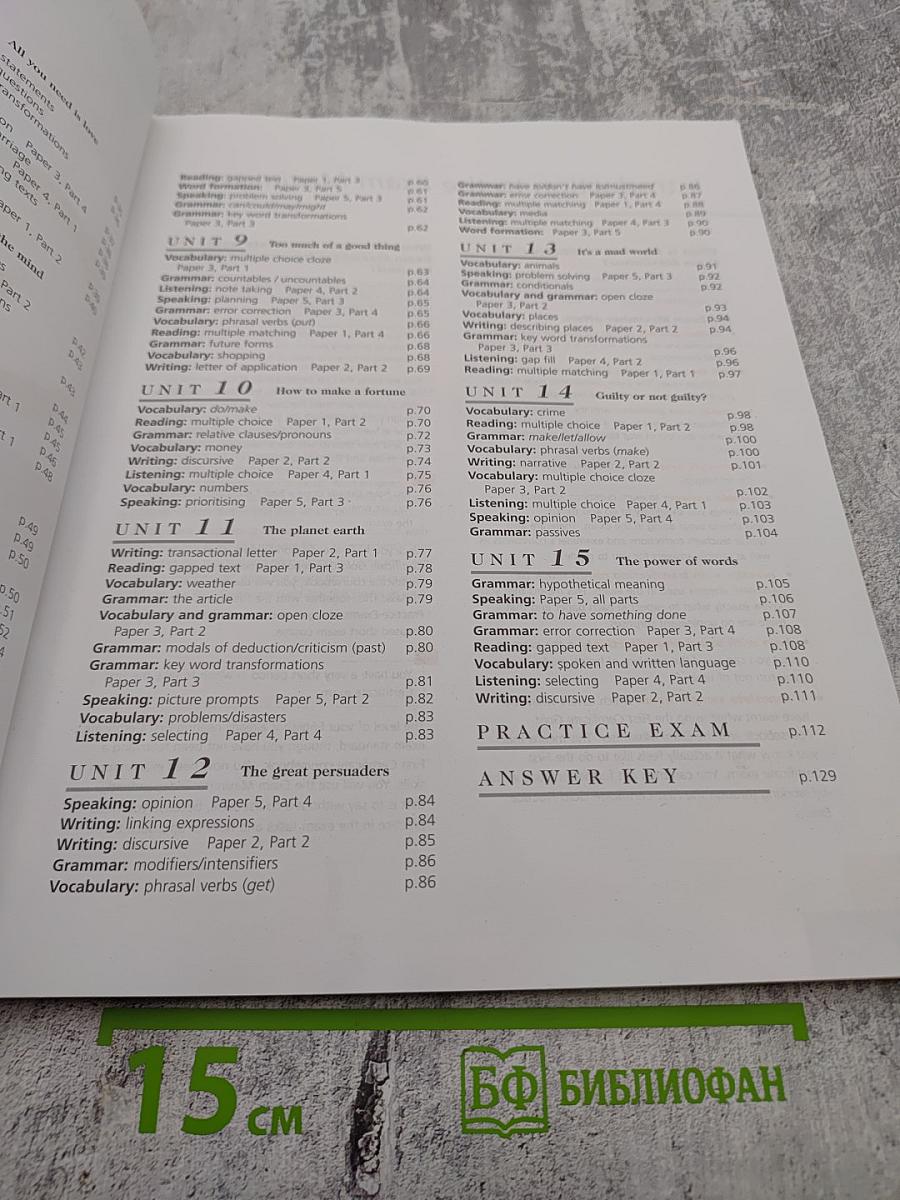 All you need is love
statements
questions
transformations
Paper 3, Part 4
Paper 4, Part 1
p.49
p.49
p.50
p.50
Reading: gapped text Paper 1, Part 3 p.60
Word formation: Paper 3, Part 5 p.61
Speaking: problem solving Paper 5, Part 3 p.61
Grammar: can/could/may/might p.62
Grammar: key word transformations
Paper 3, Part 3 p.62
UNIT 9 Too much of a good thing
Vocabulary: multiple choice cloze
Paper 3, Part 1 p.63
Grammar: countables / uncountables p.64
Listening: note taking Paper 4, Part 2 p.64
Speaking: planning Paper 5, Part 3 p.65
Grammar: error correction Paper 3, Part 4 p.65
Vocabulary: phrasal verbs (put) p.66
Reading: multiple matching Paper 1, Part 4 p.66
Grammar: future forms p.68
Vocabulary: shopping p.68
Writing: letter of application Paper 2, Part 2 p.69
UNIT 10 How to make a fortune
Vocabulary: do/make p.70
Reading: multiple choice Paper 1, Part 2 p.70
Grammar: relative clauses/pronouns p.72
Vocabulary: money p.73
Writing: discursive Paper 2, Part 2 p.74
Listening: multiple choice Paper 4, Part 1 p.75
Vocabulary: numbers p.76
Speaking: prioritising Paper 5, Part 3 p.76
UNIT 11 The planet earth
Writing: transactional letter Paper 2, Part 1 p.77
Reading: gapped text Paper 1, Part 3 p.78
Vocabulary: weather p.79
Grammar: the article p.79
Vocabulary and grammar: open cloze
Paper 3, Part 2 p.80
Grammar: modals of deduction/criticism (past) p.80
Grammar: key word transformations
Paper 3, Part 3 p.81
Speaking: picture prompts Paper 5, Part 2 p.82
Vocabulary: problems/disasters p.83
Listening: selecting Paper 4, Part 4 p.83
UNIT 12 The great persuaders
Speaking: opinion Paper 5, Part 4 p.84
Writing: linking expressions p.84
Writing: discursive Paper 2, Part 2 p.85
Grammar: modifiers/intensifiers p.86
Vocabulary: phrasal verbs (get) p.86
Grammar: have to/don't have to/must/need p.86
Grammar: error correction Paper 3, Part 4 p.87
Reading: multiple matching Paper 1, Part 4 p.88
Vocabulary: media p.89
Listening: multiple matching Paper 4, Part 3 p.90
Word formation: Paper 3, Part 5 p.90
UNIT 13 It's a mad world
Vocabulary: animals p.91
Speaking: problem solving Paper 5, Part 3 p.92
Grammar: conditionals p.92
Vocabulary and grammar: open cloze
Paper 3, Part 2 p.93
Vocabulary: places p.94
Writing: describing places Paper 2, Part 2 p.94
Grammar: key word transformations
Paper 3, Part 3 p.96
Listening: gap fill Paper 4, Part 2 p.96
Reading: multiple matching Paper 1, Part 1 p.97
UNIT 14 Guilty or not guilty?
Vocabulary: crime p.98
Reading: multiple choice Paper 1, Part 2 p.98
Grammar: make/let/allow p.100
Vocabulary: phrasal verbs (make) p.100
Writing: narrative Paper 2, Part 2 p.101
Vocabulary: multiple choice cloze
Paper 3, Part 2 p.102
Listening: multiple choice Paper 4, Part 1 p.103
Speaking: opinion Paper 5, Part 4 p.103
Grammar: passives p.104
UNIT 15 The power of words
Grammar: hypothetical meaning p.105
Speaking: Paper 5, all parts p.106
Grammar: to have something done p.107
Grammar: error correction Paper 3, Part 4 p.108
Reading: gapped text Paper 1, Part 3 p.108
Vocabulary: spoken and written language p.110
Listening: selecting Paper 4, Part 4 p.110
Writing: discursive Paper 2, Part 2 p.111
PRACTICE EXAM p.112
ANSWER KEY p.129
15 см
БФ БИБЛИОФАН